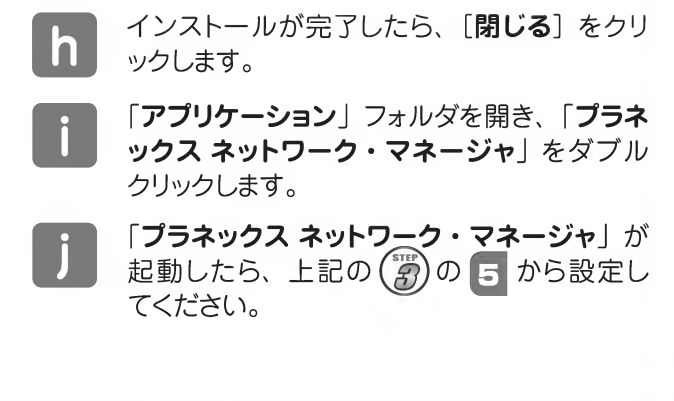 h インストールが完了したら、［閉じる］をクリ
ックします。
i 「アプリケーション」フォルダを開き、「プラネ
ックス ネットワーク・マネージャ」をダブル
クリックします。
j 「プラネックス ネットワーク・マネージャ」が
起動したら、上記の STEP 3 の 5 から設定し
てください。